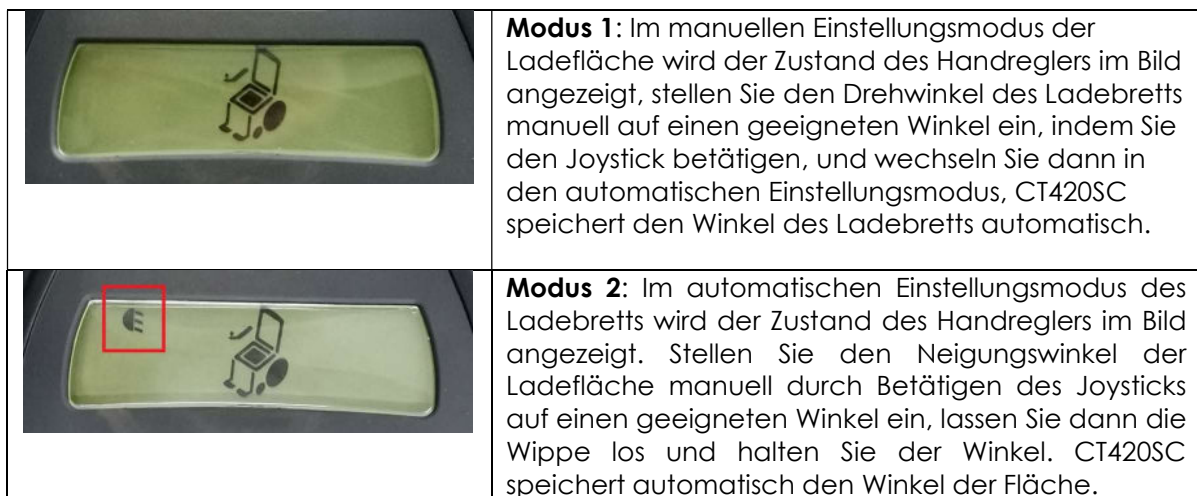 Modus 1: Im manuellen Einstellungsmodus der
Ladefläche wird der Zustand des Handreglers im Bild
angezeigt, stellen Sie den Drehwinkel des Ladebretts
manuell auf einen geeigneten Winkel ein, indem Sie
den Joystick betätigen, und wechseln Sie dann in
den automatischen Einstellungsmodus, CT420SC
speichert den Winkel des Ladebretts automatisch.
Modus 2: Im automatischen Einstellungsmodus des
Ladebretts wird der Zustand des Handreglers im Bild
angezeigt. Stellen Sie den Neigungswinkel der
Ladefläche manuell durch Betätigen des Joysticks
auf einen geeigneten Winkel ein, lassen Sie dann die
Wippe los und halten Sie der Winkel. CT420SC
speichert automatisch den Winkel der Fläche.